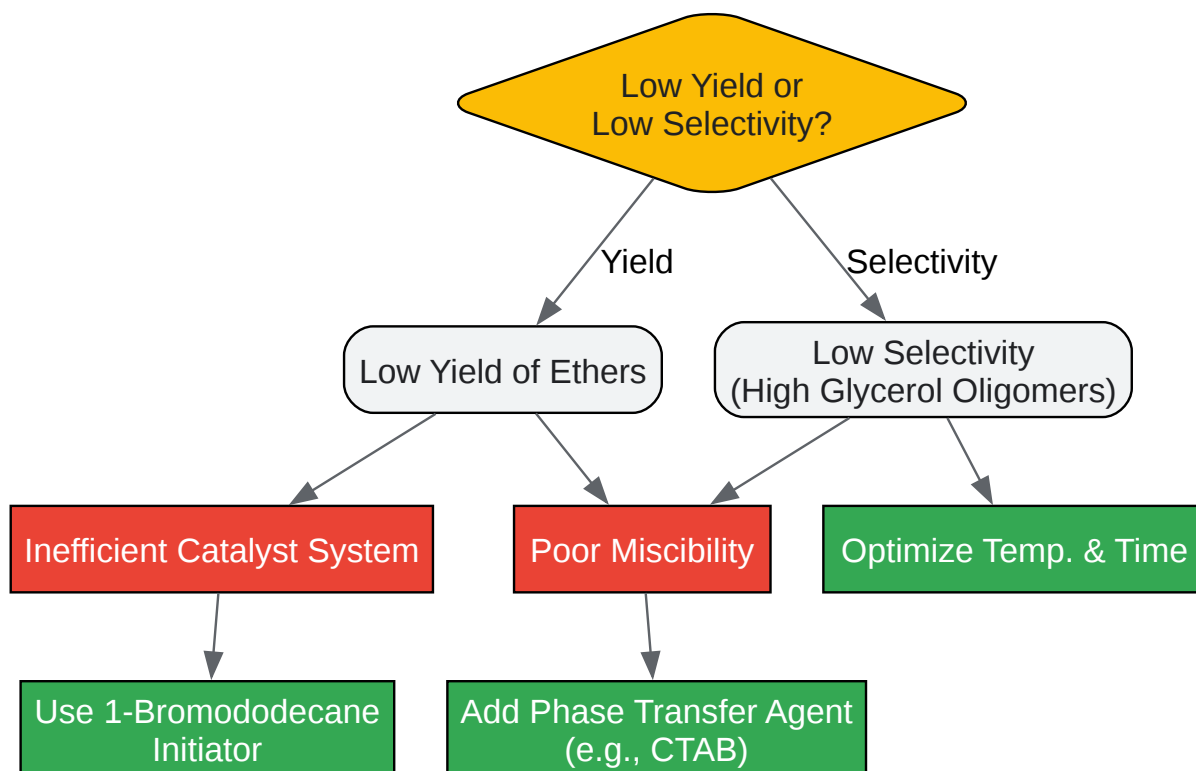 Low Yield or
Low Selectivity?
Yield
Selectivity
Low Yield of Ethers
Low Selectivity
(High Glycerol Oligomers)
Inefficient Catalyst System
Poor Miscibility
Optimize Temp. & Time
Use 1-Bromododecane
Initiator
Add Phase Transfer Agent
(e.g., CTAB)